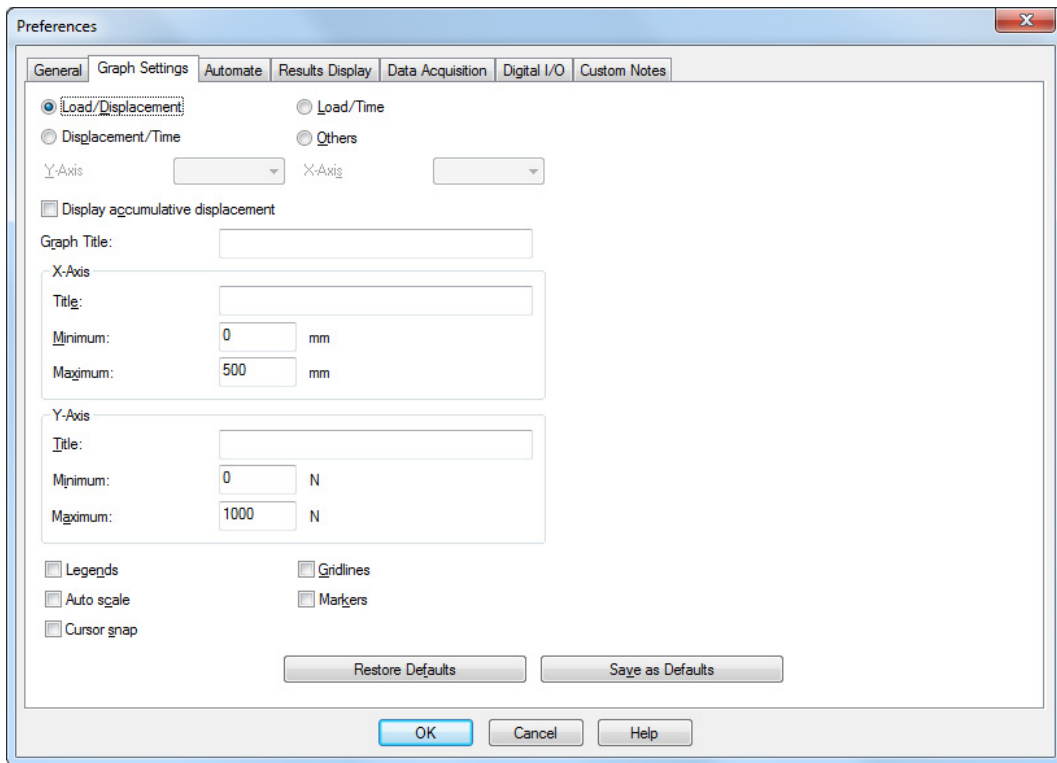 Preferences
General Graph Settings Automate Results Display Data Acquisition Digital I/O Custom Notes
Load/Displacement Load/Time
Displacement/Time Others
Y-Axis X-Axis
Display accumulative displacement
Graph Title:
X-Axis
Title:
Minimum: 0 mm
Maximum: 500 mm
Y-Axis
Title:
Minimum: 0 N
Maximum: 1000 N
Legends Gridlines
Auto scale Markers
Cursor snap
Restore Defaults Save as Defaults
OK Cancel Help